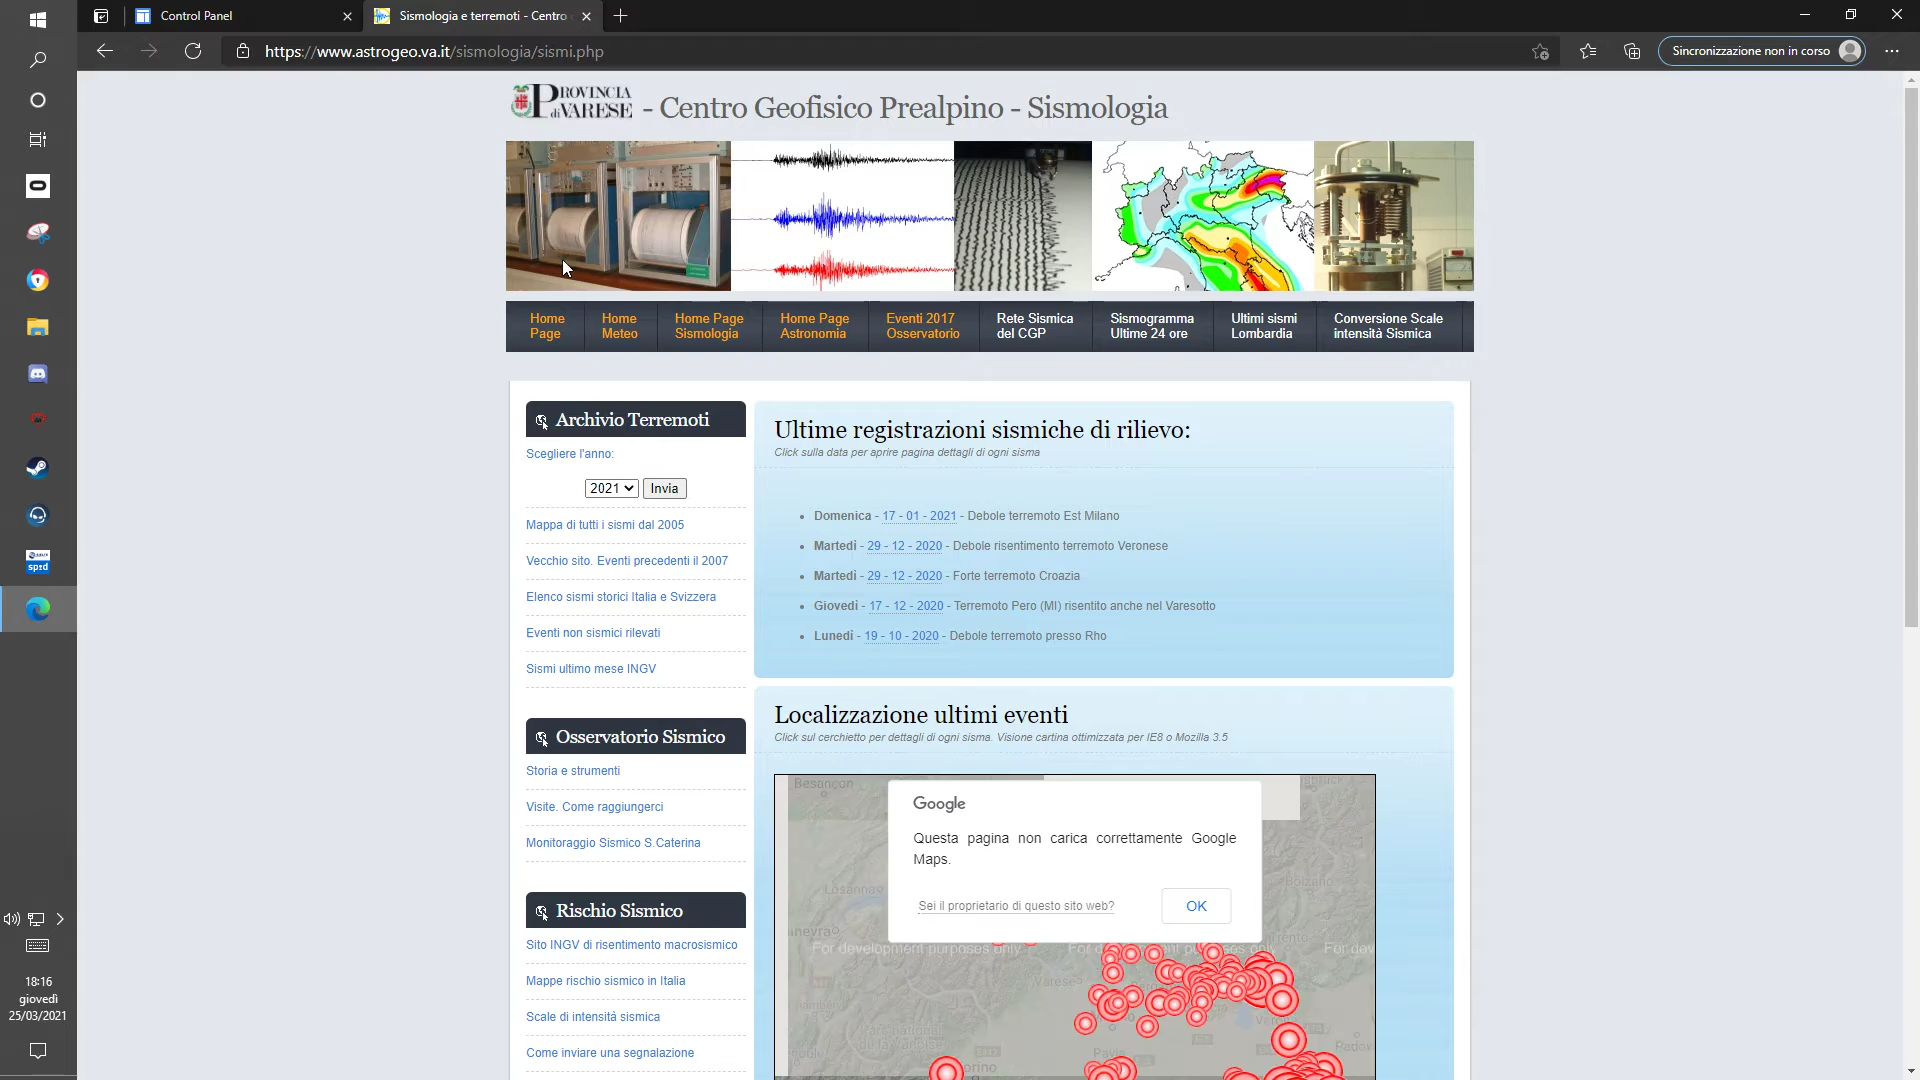 Control Panel
Sismologia e terremoti - Centro
https://www.astrogeo.va.it/sismologia/sismi.php
Sincronizzazione non in corso
PROVINCIA di VARESE - Centro Geofisico Prealpino - Sismologia
Home Page
Home Meteo
Home Page Sismologia
Home Page Astronomia
Eventi 2017 Osservatorio
Rete Sismica del CGP
Sismogramma Ultime 24 ore
Ultimi sismi Lombardia
Conversione Scale intensità Sismica
Archivio Terremoti
Scegliere l'anno:
2021 Invia
Mappa di tutti i sismi dal 2005
Vecchio sito. Eventi precedenti il 2007
Elenco sismi storici Italia e Svizzera
Eventi non sismici rilevati
Sismi ultimo mese INGV
Osservatorio Sismico
Storia e strumenti
Visite. Come raggiungerci
Monitoraggio Sismico S.Caterina
Rischio Sismico
Sito INGV di risentimento macrosismico
Mappe rischio sismico in Italia
Scale di intensità sismica
Come inviare una segnalazione
Ultime registrazioni sismiche di rilievo:
Click sulla data per aprire pagina dettagli di ogni sisma
Domenica - 17 - 01 - 2021 - Debole terremoto Est Milano
Martedì - 29 - 12 - 2020 - Debole risentimento terremoto Veronese
Martedì - 29 - 12 - 2020 - Forte terremoto Croazia
Giovedì - 17 - 12 - 2020 - Terremoto Pero (MI) risentito anche nel Varesotto
Lunedì - 19 - 10 - 2020 - Debole terremoto presso Rho
Localizzazione ultimi eventi
Click sul cerchietto per dettagli di ogni sisma. Visione cartina ottimizzata per IE8 o Mozilla 3.5
Besançon
Google
Questa pagina non carica correttamente Google
Maps.
Losanna
Bolzano
Sei il proprietario di questo sito web?
OK
For development purposes only
Varese
Pavia
spid
18:16
giovedì
25/03/2021